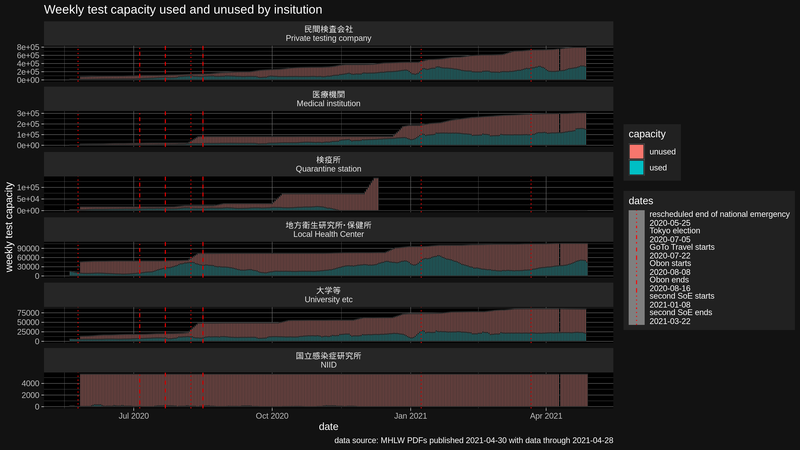 Weekly test capacity used and unused by insitution
民間検査会社
Private testing company
8e+05
6e+05
4e+05
2e+05
0e+00
医療機関
Medical institution
3e+05
2e+05
1e+05
0e+00
検疫所
Quarantine station
1e+05
5e+04
0e+00
地方衛生研究所･保健所
Local Health Center
90000
60000
30000
0
大学等
University etc
75000
50000
25000
0
国立感染症研究所
NIID
4000
2000
0
Jul 2020
Oct 2020
Jan 2021
Apr 2021
date
weekly test capacity
data source: MHLW PDFs published 2021-04-30 with data through 2021-04-28
capacity
unused
used
dates
rescheduled end of national emergency
2020-05-25
Tokyo election
2020-07-05
GoTo Travel starts
2020-07-22
Obon starts
2020-08-08
Obon ends
2020-08-16
second SoE starts
2021-01-08
second SoE ends
2021-03-22